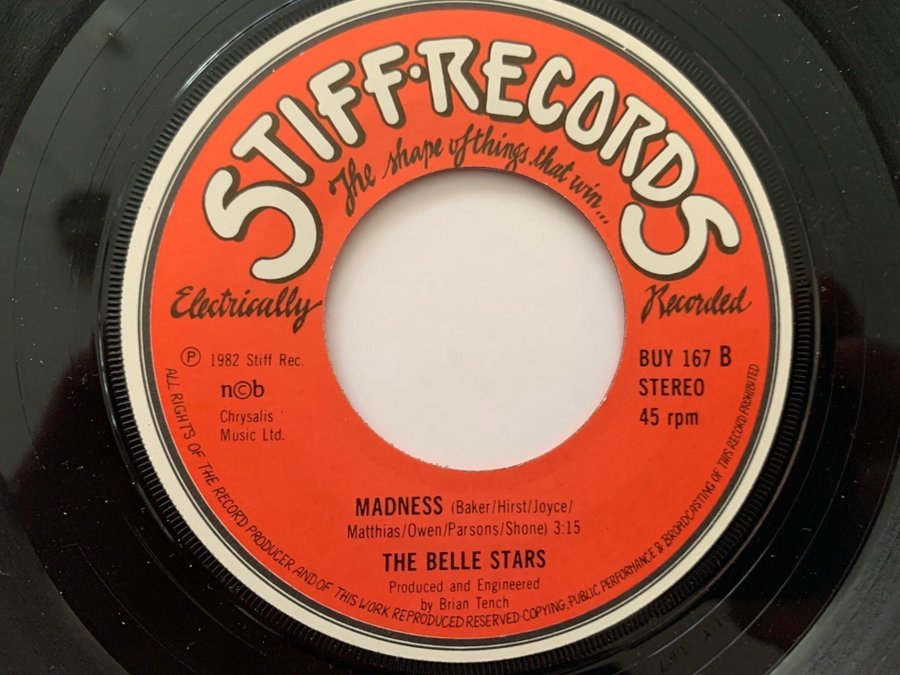 STIFF·RECORDS
The shape of things that win...
Electrically Recorded
℗ 1982 Stiff Rec.
n©b
Chrysalis
Music Ltd.
BUY 167 B
STEREO
45 rpm
MADNESS (Baker/Hirst/Joyce/
Matthias/Owen/Parsons/Shone) 3:15
THE BELLE STARS
Produced and Engineered
by Brian Tench
ALL RIGHTS OF THE RECORD PRODUCER AND OF THIS WORK REPRODUCED RESERVED·COPYING, PUBLIC PERFORMANCE & BROADCASTING OF THIS RECORD PROHIBITED